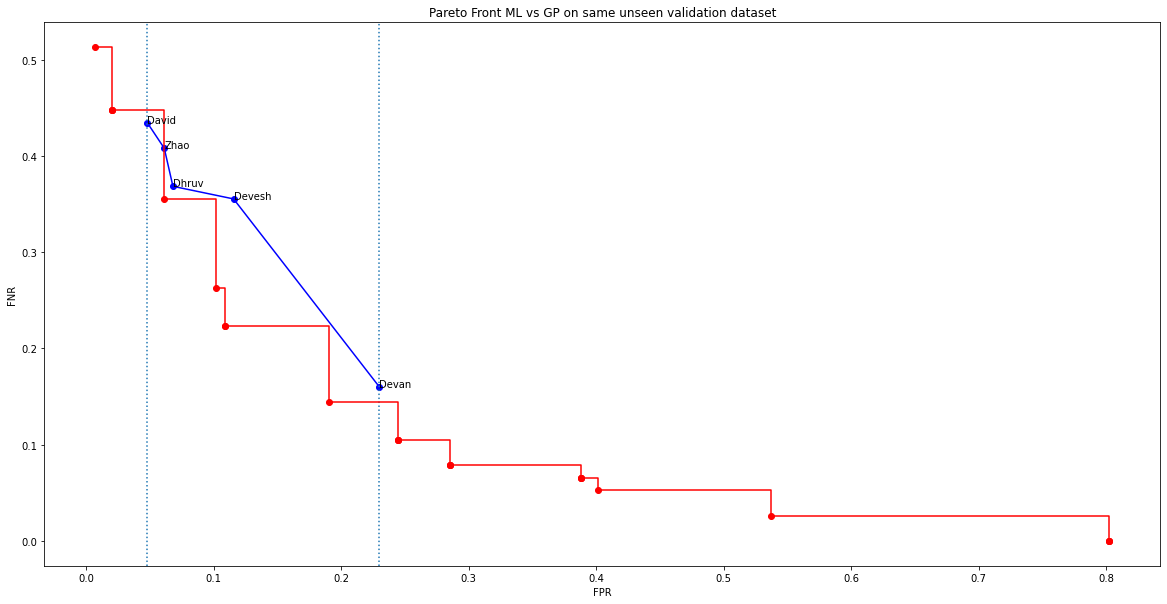 Pareto Front ML vs GP on same unseen validation dataset
0.5
0.4
0.3
0.2
0.1
0.0
FNR
David
Zhao
Dhruv
Devesh
Devan
0.0 0.1 0.2 0.3 0.4 0.5 0.6 0.7 0.8
FPR